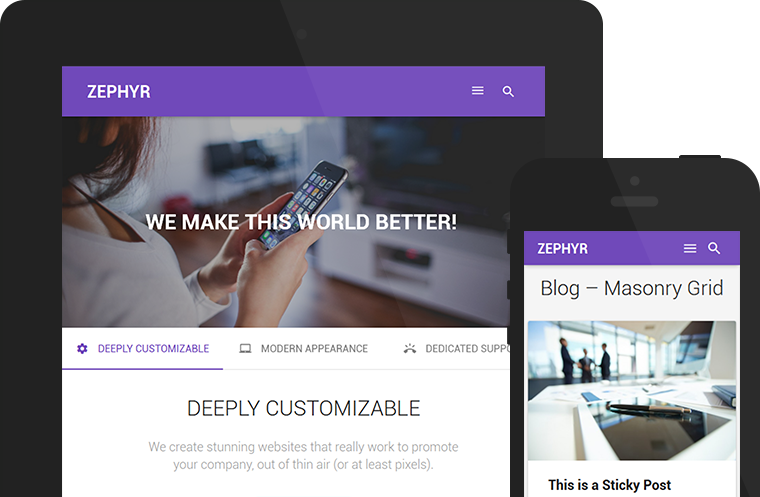 ZEPHYR
WE MAKE THIS WORLD BETTER!
DEEPLY CUSTOMIZABLE
MODERN APPEARANCE
DEDICATED
DEEPLY CUSTOMIZABLE
We create stunning websites that really work to promote
your company, out of thin air (or at least pixels).
ZEPHYR
Blog – Masonry Grid
This is a Sticky Post